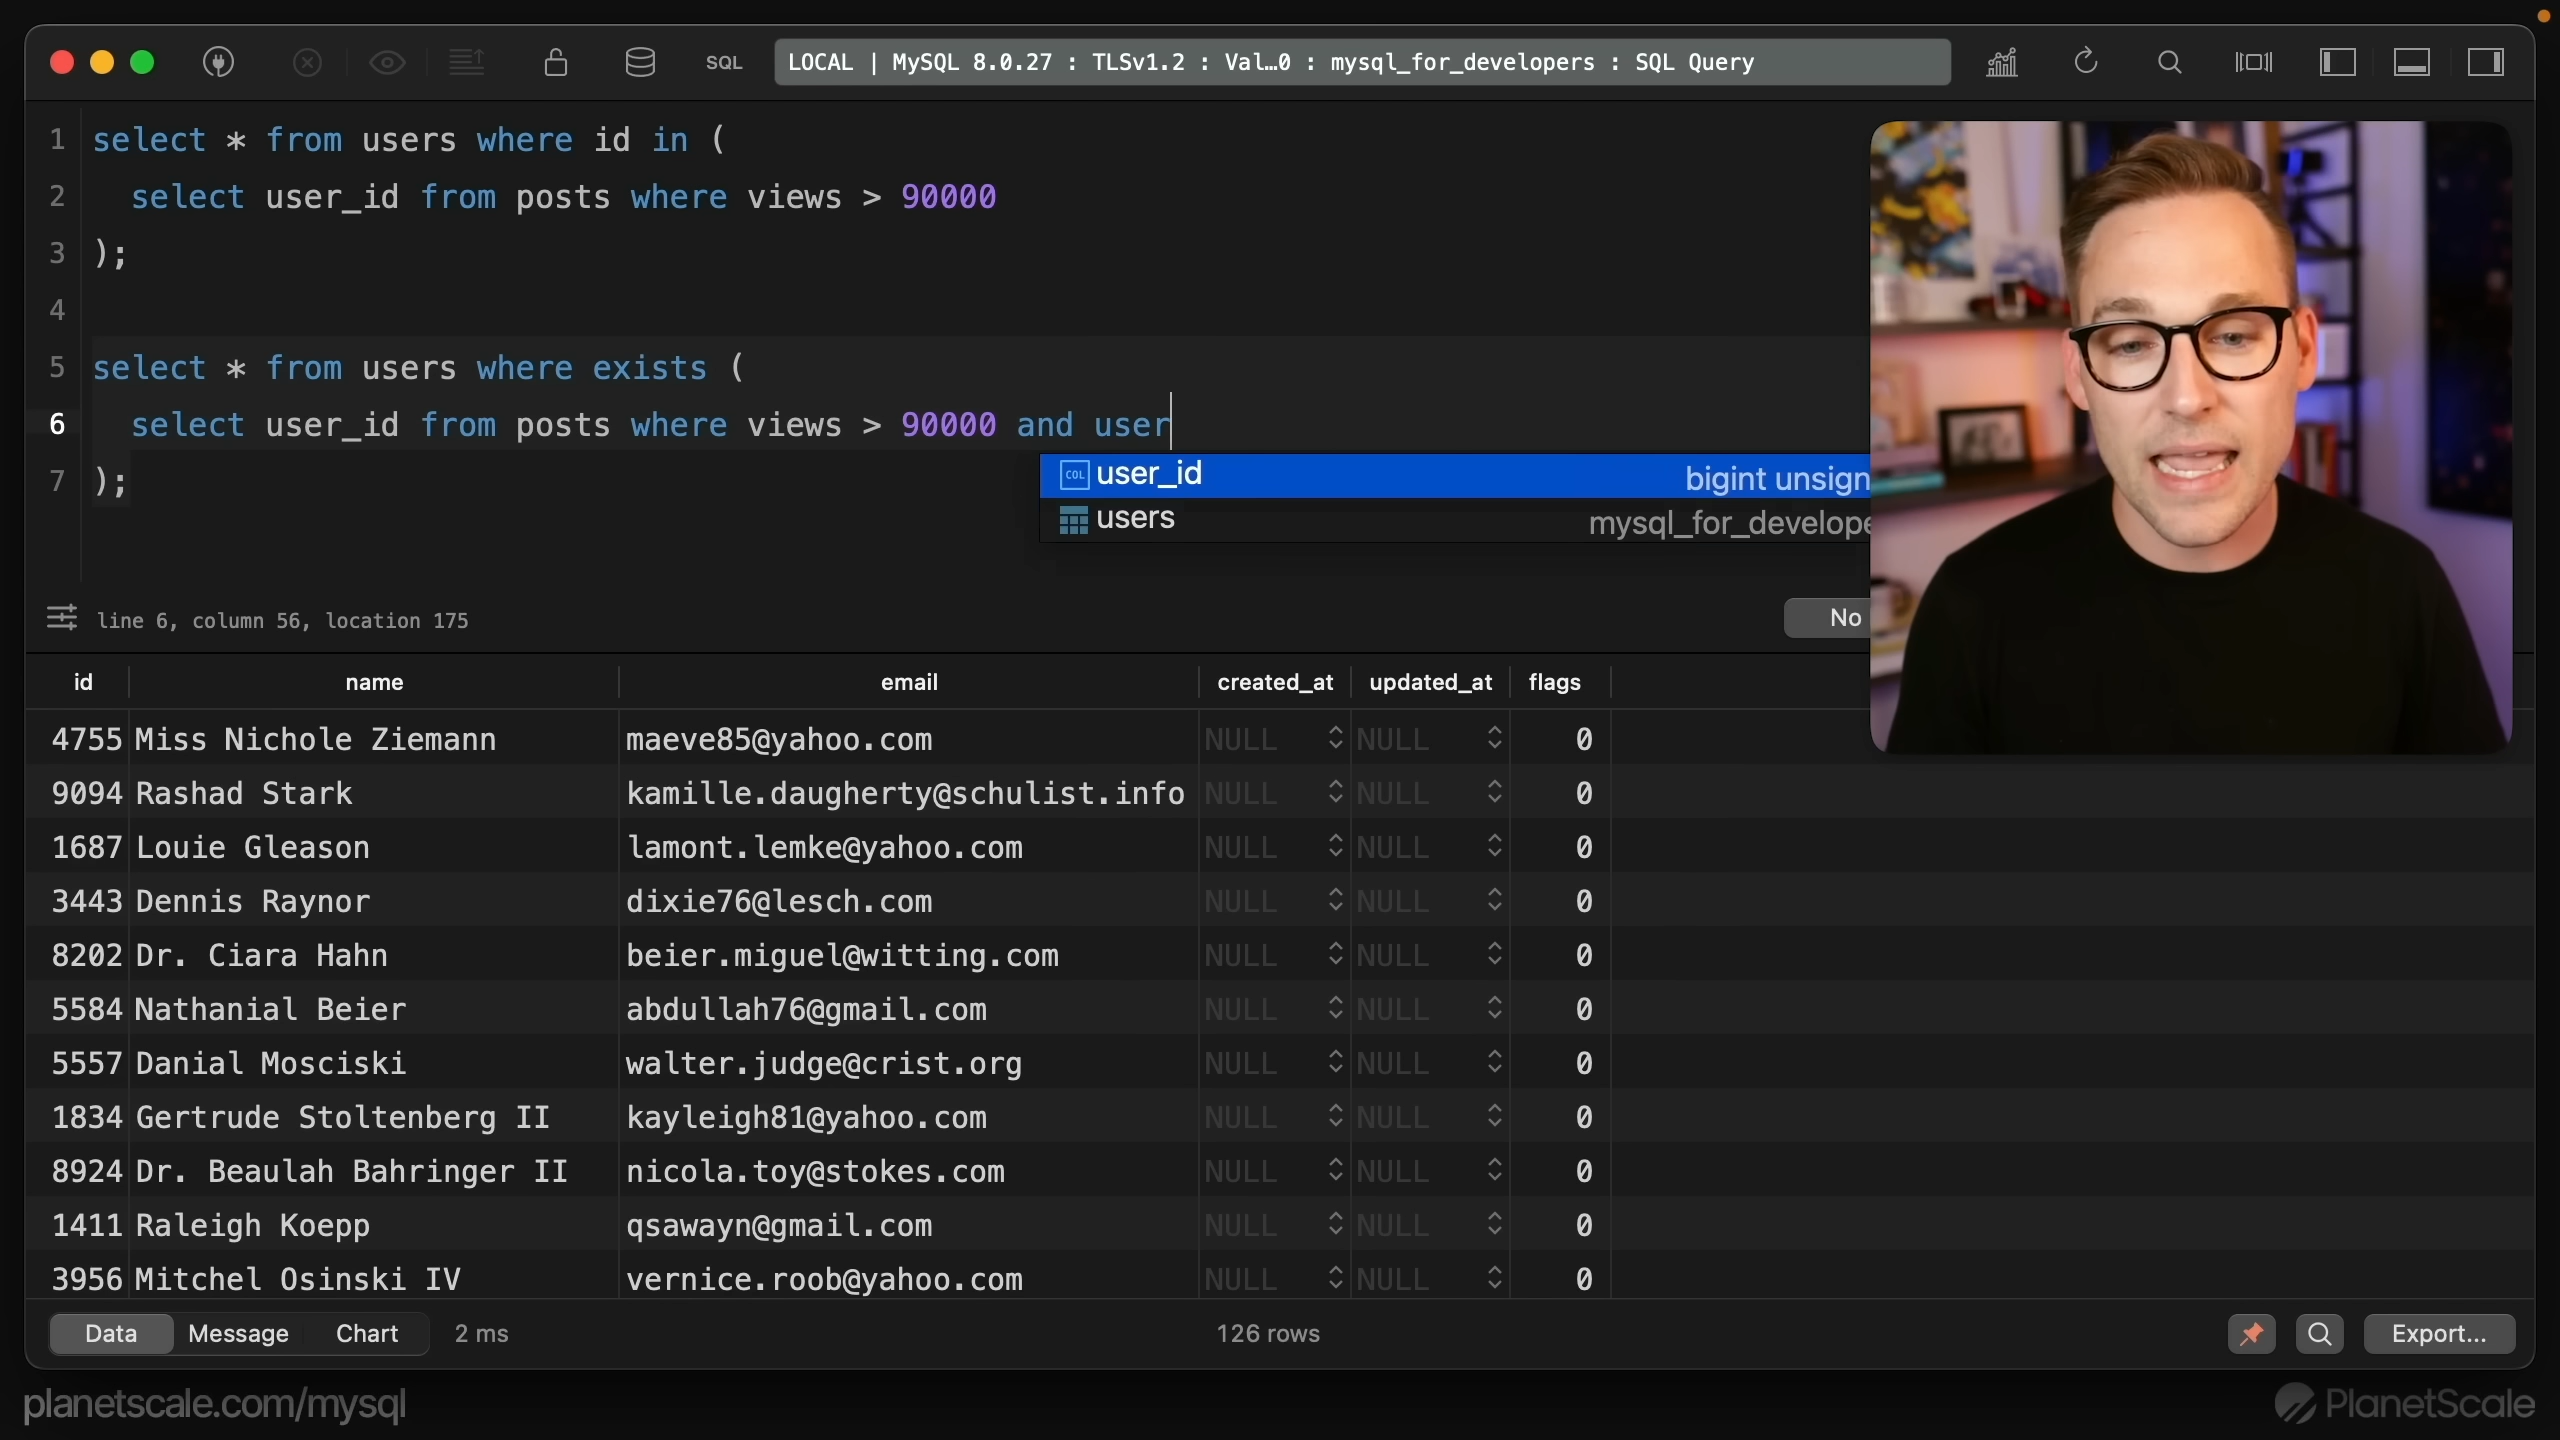 SQL
LOCAL | MySQL 8.0.27 : TLSv1.2 : Val…0 : mysql_for_developers : SQL Query
1 select * from users where id in (
2 select user_id from posts where views > 90000
3 );
4
5 select * from users where exists (
6 select user_id from posts where views > 90000 and user
7 );
COL user_id bigint unsign
users mysql_for_develope
line 6, column 56, location 175
No
id name email created_at updated_at flags
4755 Miss Nichole Ziemann maeve85@yahoo.com NULL NULL 0
9094 Rashad Stark kamille.daugherty@schulist.info NULL NULL 0
1687 Louie Gleason lamont.lemke@yahoo.com NULL NULL 0
3443 Dennis Raynor dixie76@lesch.com NULL NULL 0
8202 Dr. Ciara Hahn beier.miguel@witting.com NULL NULL 0
5584 Nathanial Beier abdullah76@gmail.com NULL NULL 0
5557 Danial Mosciski walter.judge@crist.org NULL NULL 0
1834 Gertrude Stoltenberg II kayleigh81@yahoo.com NULL NULL 0
8924 Dr. Beaulah Bahringer II nicola.toy@stokes.com NULL NULL 0
1411 Raleigh Koepp qsawayn@gmail.com NULL NULL 0
3956 Mitchel Osinski IV vernice.roob@yahoo.com NULL NULL 0
Data Message Chart 2 ms 126 rows Export...
planetscale.com/mysql
PlanetScale